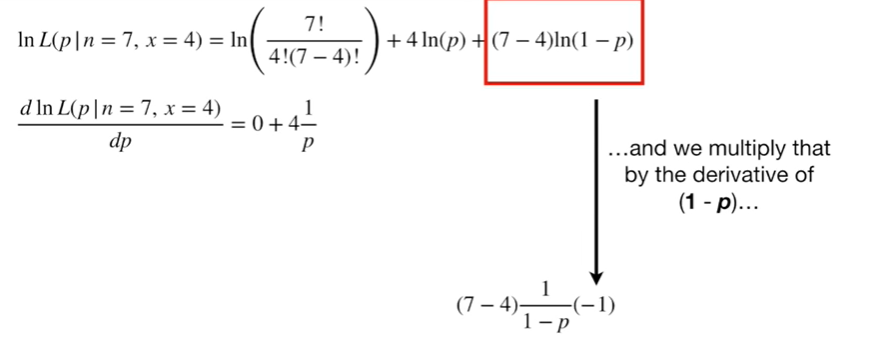 ln L(p | n = 7, x = 4) = ln(7! / 4!(7 – 4)!) + 4 ln(p) + (7 – 4)ln(1 – p)
d ln L(p | n = 7, x = 4) / dp = 0 + 4 1/p
…and we multiply that
by the derivative of
(1 - p)…
(7 – 4) 1/1 – p (–1)